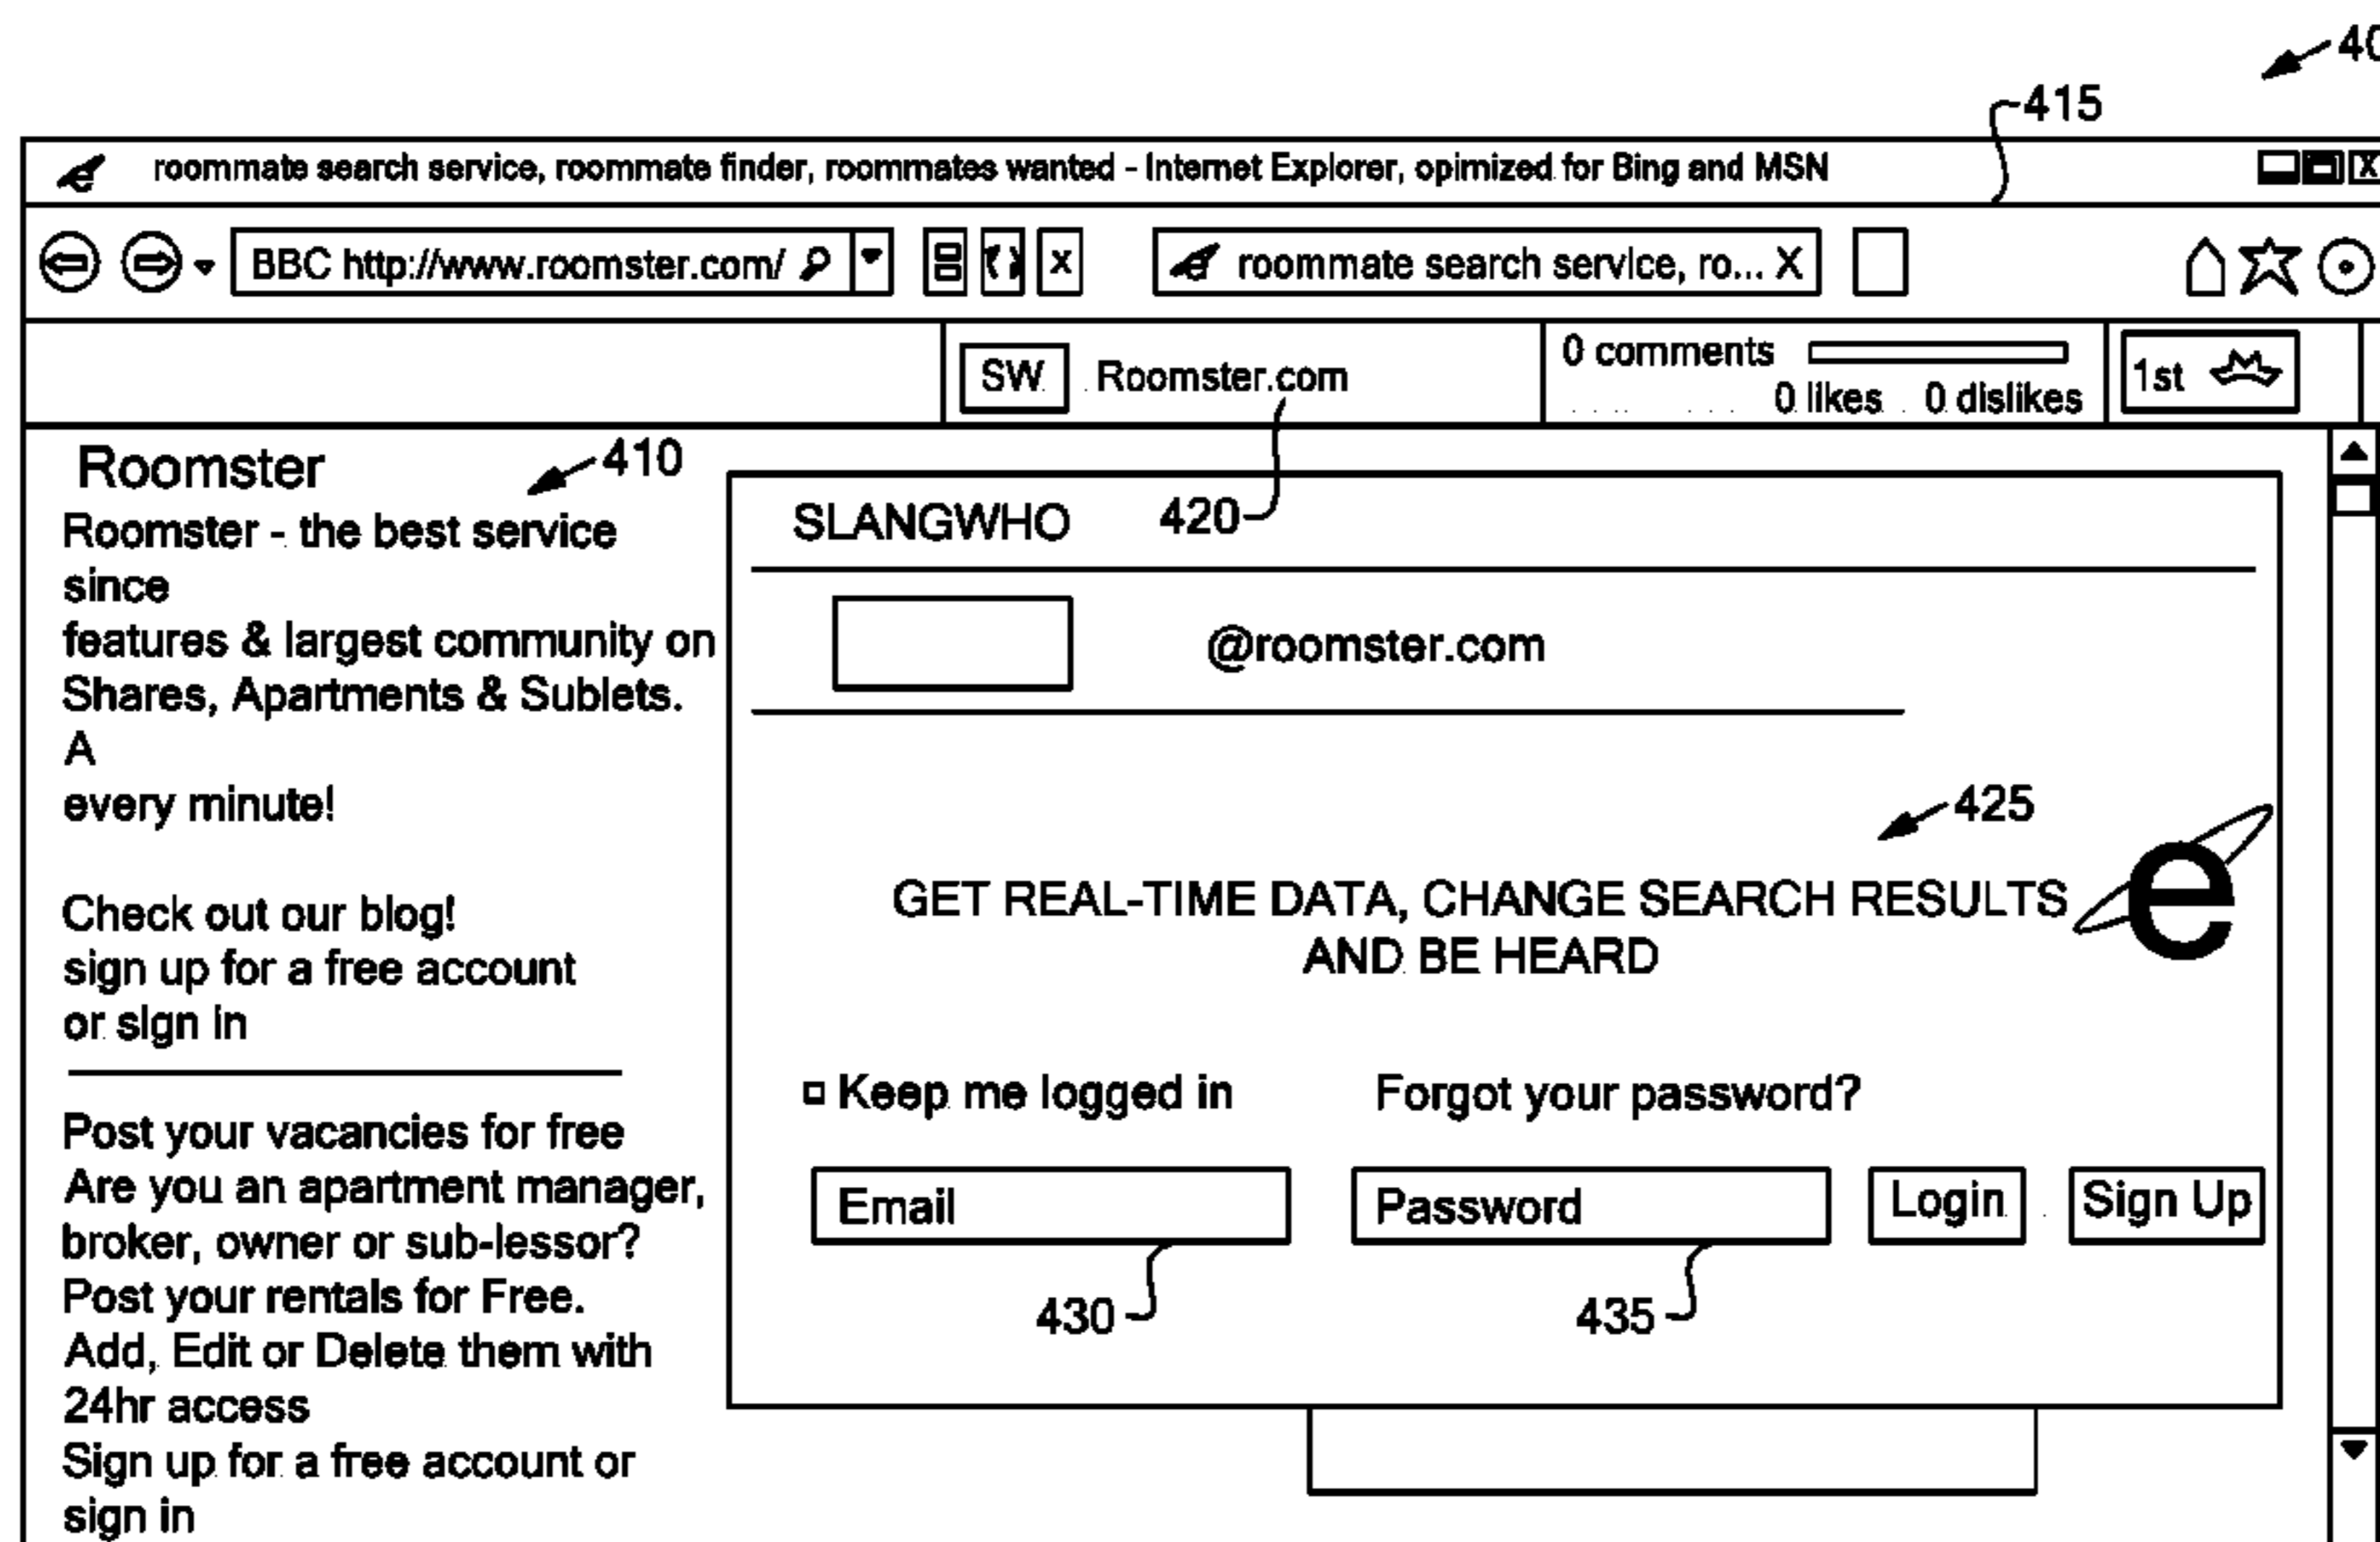 415
roommate search service, roommate finder, roommates wanted - Internet Explorer, opimized for Bing and MSN
X
BBC http://www.roomster.com/
x
roommate search service, ro... X
SW Roomster.com
0 comments
0 likes 0 dislikes
1st
Roomster
410
Roomster - the best service
since
features & largest community on
Shares, Apartments & Sublets.
A
every minute!
Check out our blog!
sign up for a free account
or sign in
Post your vacancies for free
Are you an apartment manager,
broker, owner or sub-lessor?
Post your rentals for Free.
Add, Edit or Delete them with
24hr access
Sign up for a free account or
sign in
SLANGWHO
420
@roomster.com
425
GET REAL-TIME DATA, CHANGE SEARCH RESULTS
AND BE HEARD
e
Keep me logged in Forgot your password?
Email Password Login Sign Up
430 435